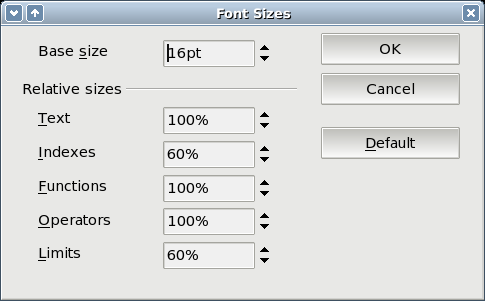 Font Sizes
Base size 16pt
OK
Relative sizes
Cancel
Text 100%
Indexes 60%
Default
Functions 100%
Operators 100%
Limits 60%